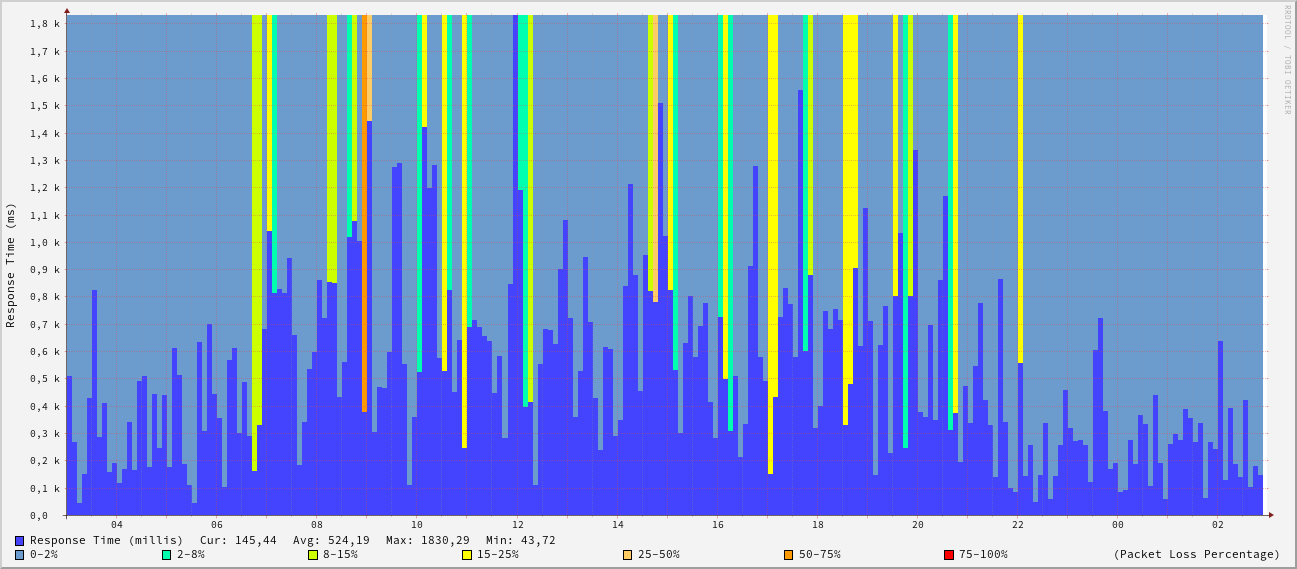 RRDTOOL / TOBI OETIKER
Response Time (ms)
1,8 k
1,7 k
1,6 k
1,5 k
1,4 k
1,3 k
1,2 k
1,1 k
1,0 k
0,9 k
0,8 k
0,7 k
0,6 k
0,5 k
0,4 k
0,3 k
0,2 k
0,1 k
0,0
04 06 08 10 12 14 16 18 20 22 00 02
Response Time (millis) Cur: 145,44 Avg: 524,19 Max: 1830,29 Min: 43,72
0-2% 2-8% 8-15% 15-25% 25-50% 50-75% 75-100% (Packet Loss Percentage)